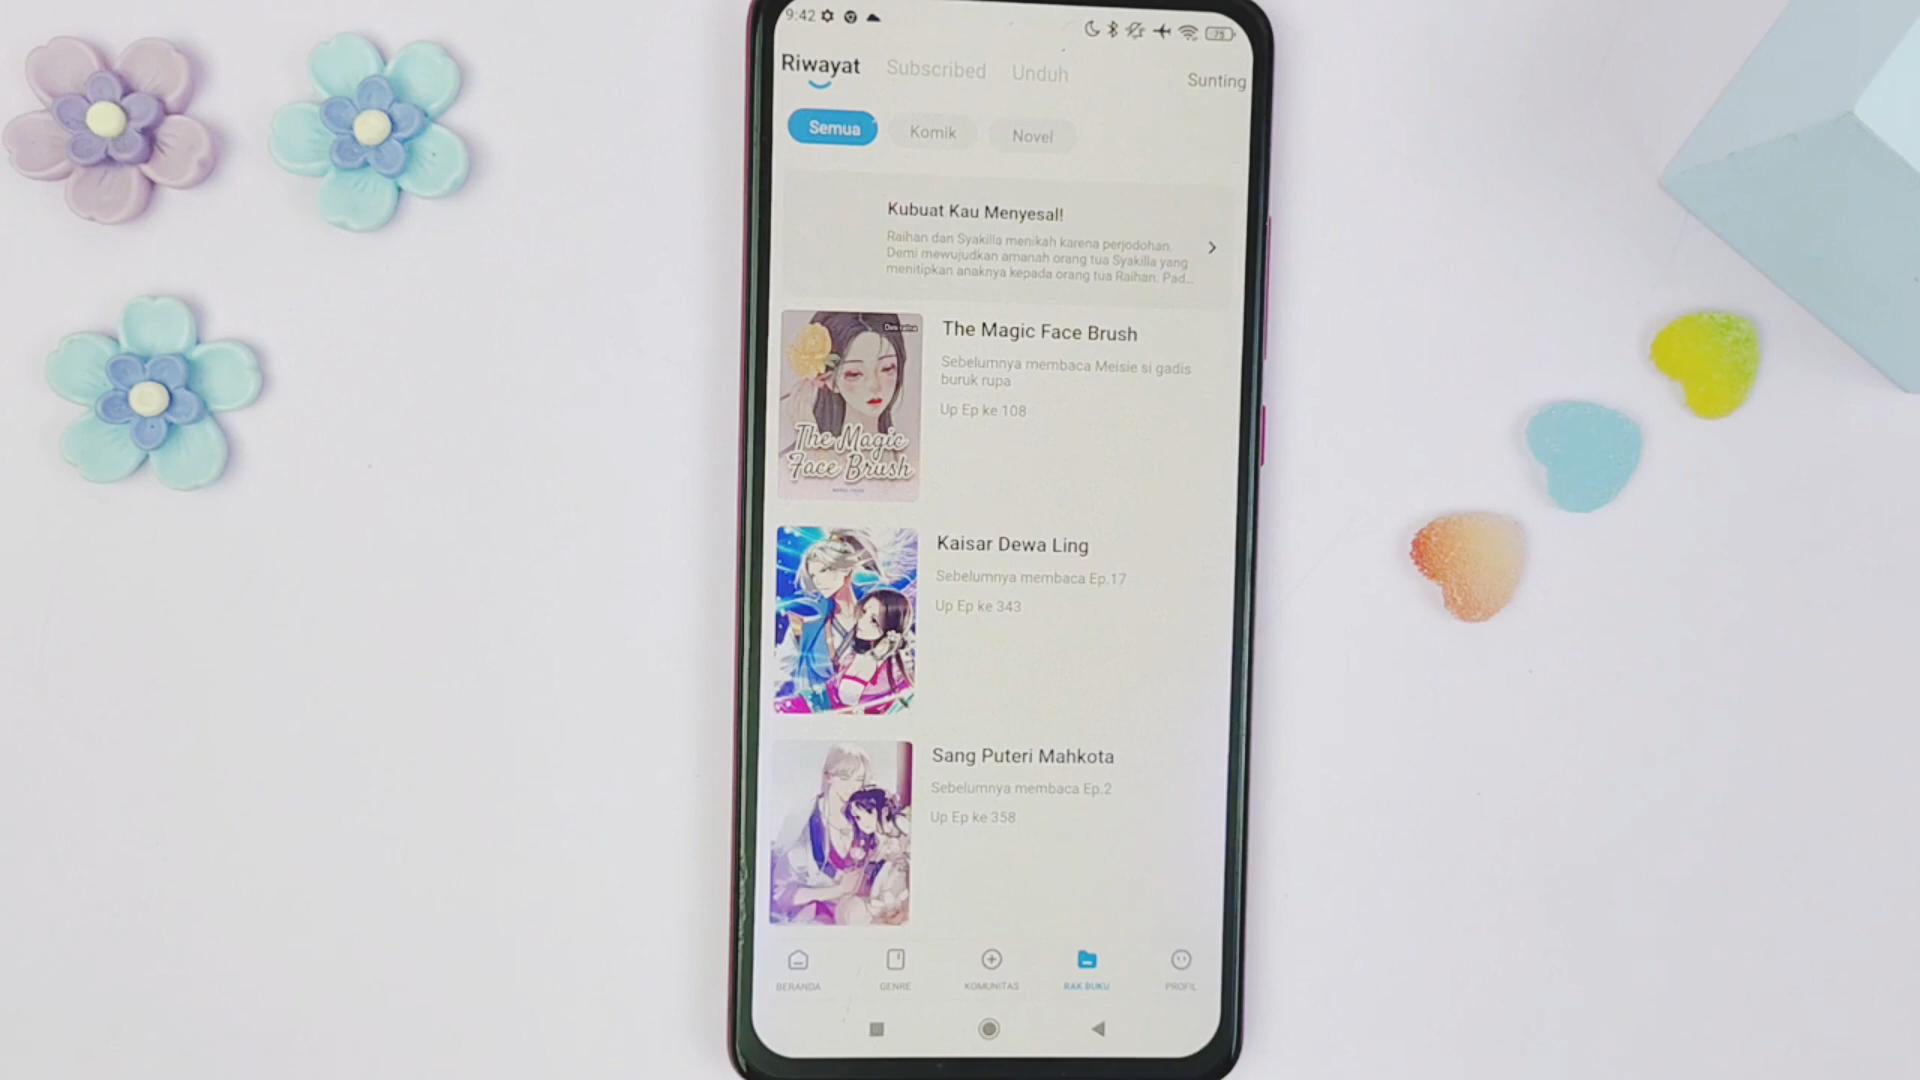 9:42
75
Riwayat Subscribed Unduh Sunting
Semua Komik Novel
Kubuat Kau Menyesal!
Raihan dan Syakilla menikah karena perjodohan.
Demi mewujudkan amanah orang tua Syakilla yang
menitipkan anaknya kepada orang tua Raihan. Pad...
The Magic
Face Brush
The Magic Face Brush
Sebelumnya membaca Meisie si gadis
buruk rupa
Up Ep ke 108
Kaisar Dewa Ling
Sebelumnya membaca Ep.17
Up Ep ke 343
Sang Puteri Mahkota
Sebelumnya membaca Ep.2
Up Ep ke 358
BERANDA GENRE KOMUNITAS RAK BUKU PROFIL